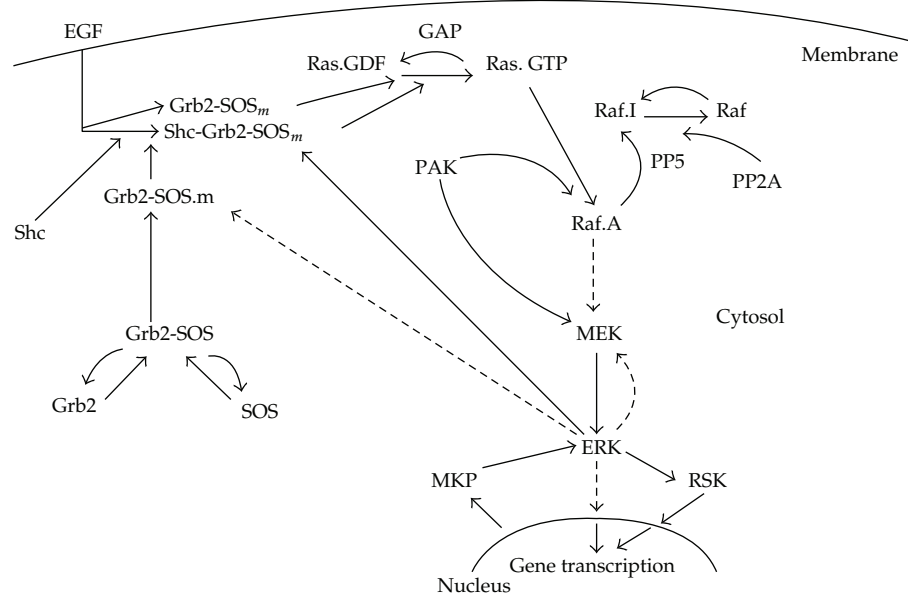 EGF
GAP
Membrane
Ras.GDF
Ras. GTP
Grb2-SOSm
Raf.I
Raf
Shc-Grb2-SOSm
PP5
PAK
PP2A
Grb2-SOS.m
Shc
Raf.A
Cytosol
Grb2-SOS
MEK
Grb2
SOS
ERK
MKP
RSK
Gene transcription
Nucleus